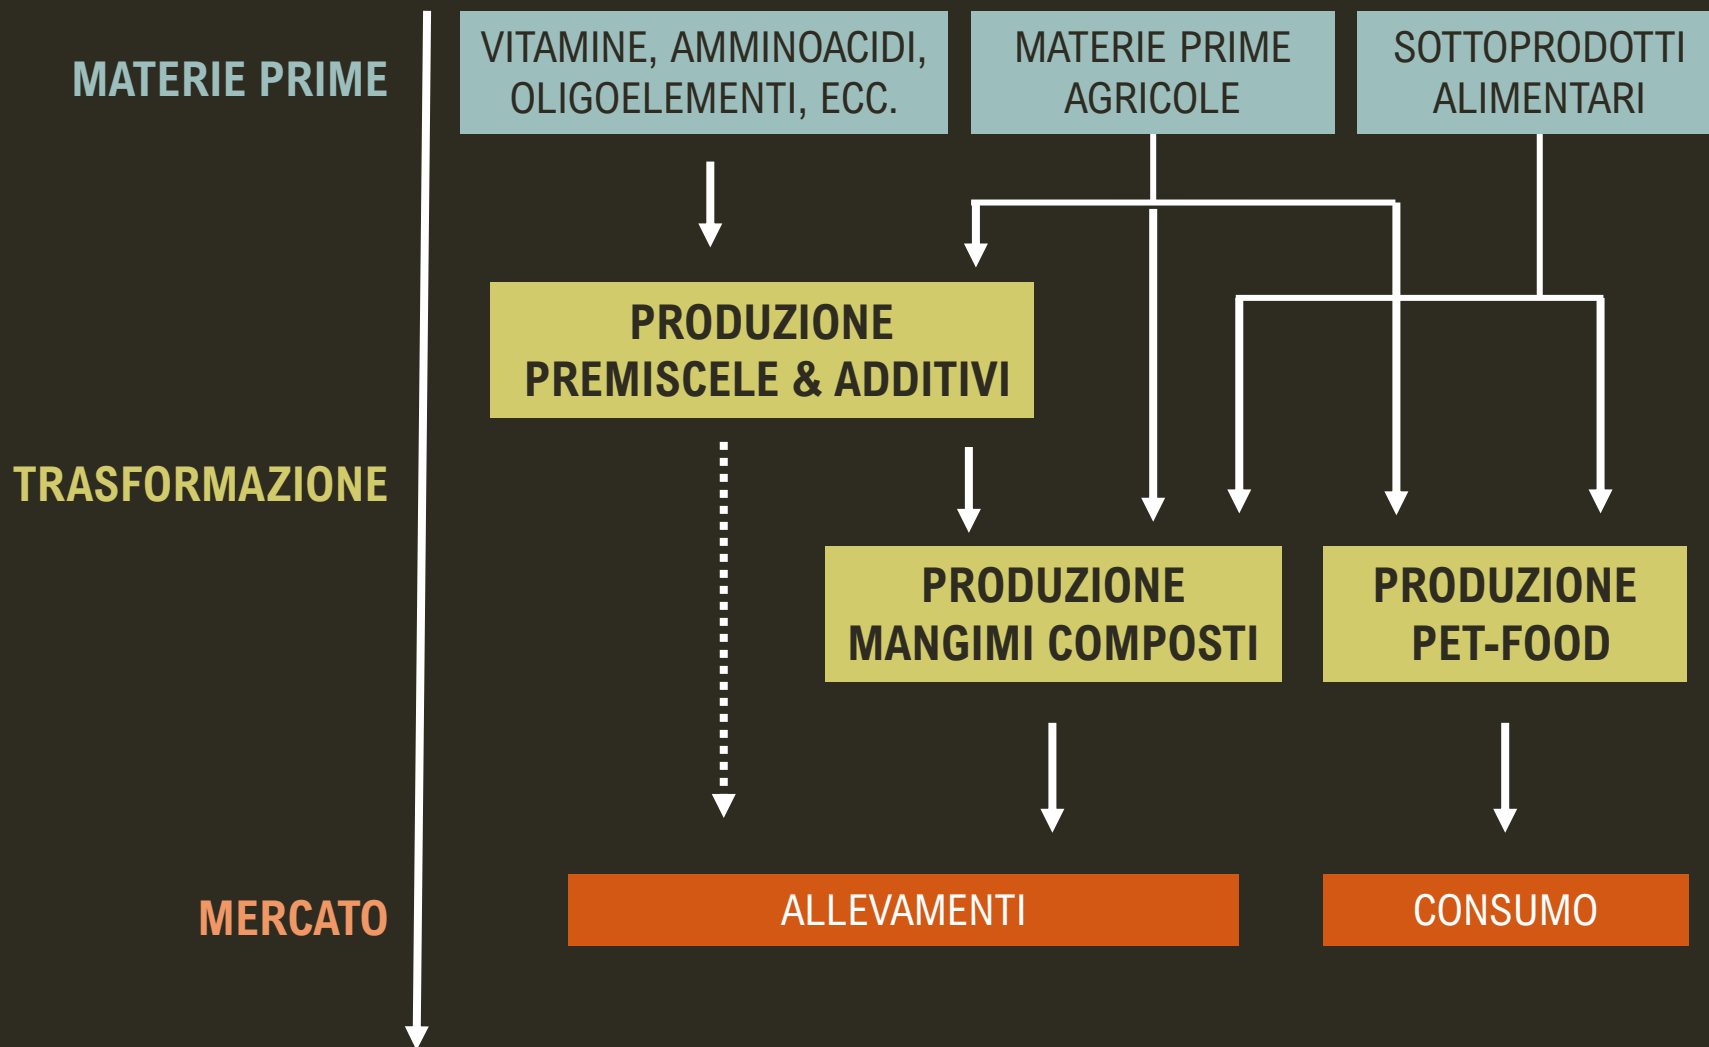 MATERIE PRIME
VITAMINE, AMMINOACIDI,
OLIGOELEMENTI, ECC.
MATERIE PRIME
AGRICOLE
SOTTOPRODOTTI
ALIMENTARI
PRODUZIONE
PREMISCELE & ADDITIVI
TRASFORMAZIONE
PRODUZIONE
MANGIMI COMPOSTI
PRODUZIONE
PET-FOOD
MERCATO
ALLEVAMENTI
CONSUMO